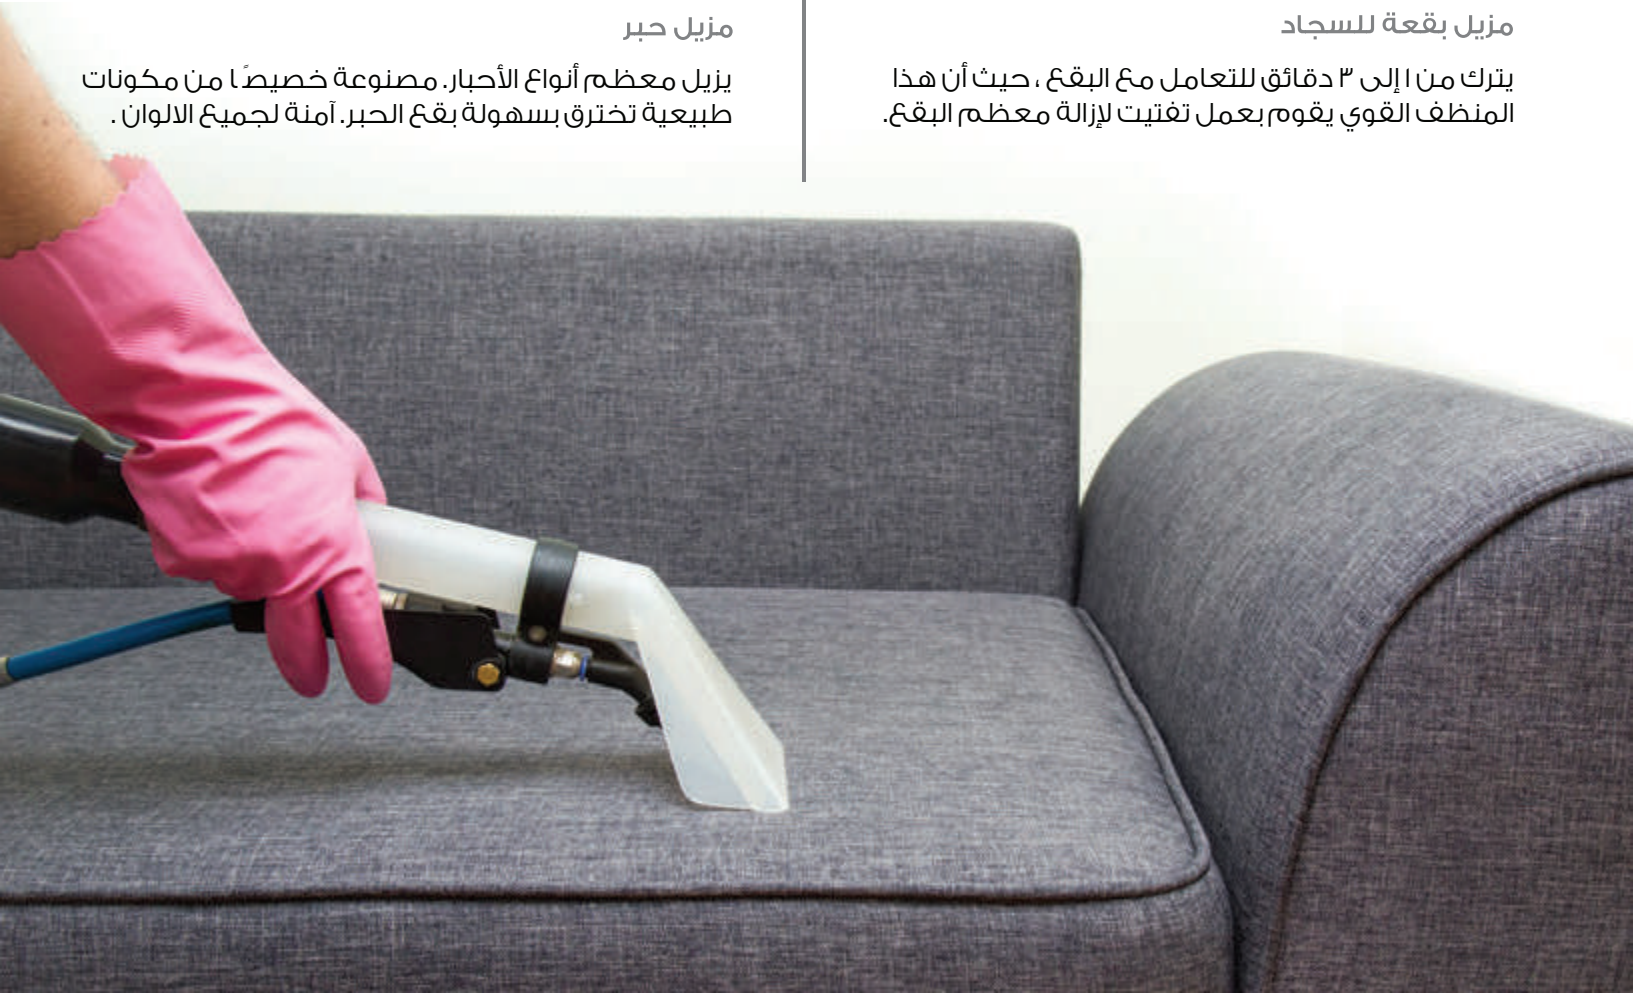 مزيل بقعة للسجاد
يترك من ١ إلى ٣ دقائق للتعامل مع البقع ، حيث أن هذا
المنظف القوي يقوم بعمل تفتيت لإزالة معظم البقع.
مزيل حبر
يزيل معظم أنواع الأحبار. مصنوعة خصيصًا من مكونات
طبيعية تخترق بسهولة بقع الحبر. آمنة لجميع الالوان .